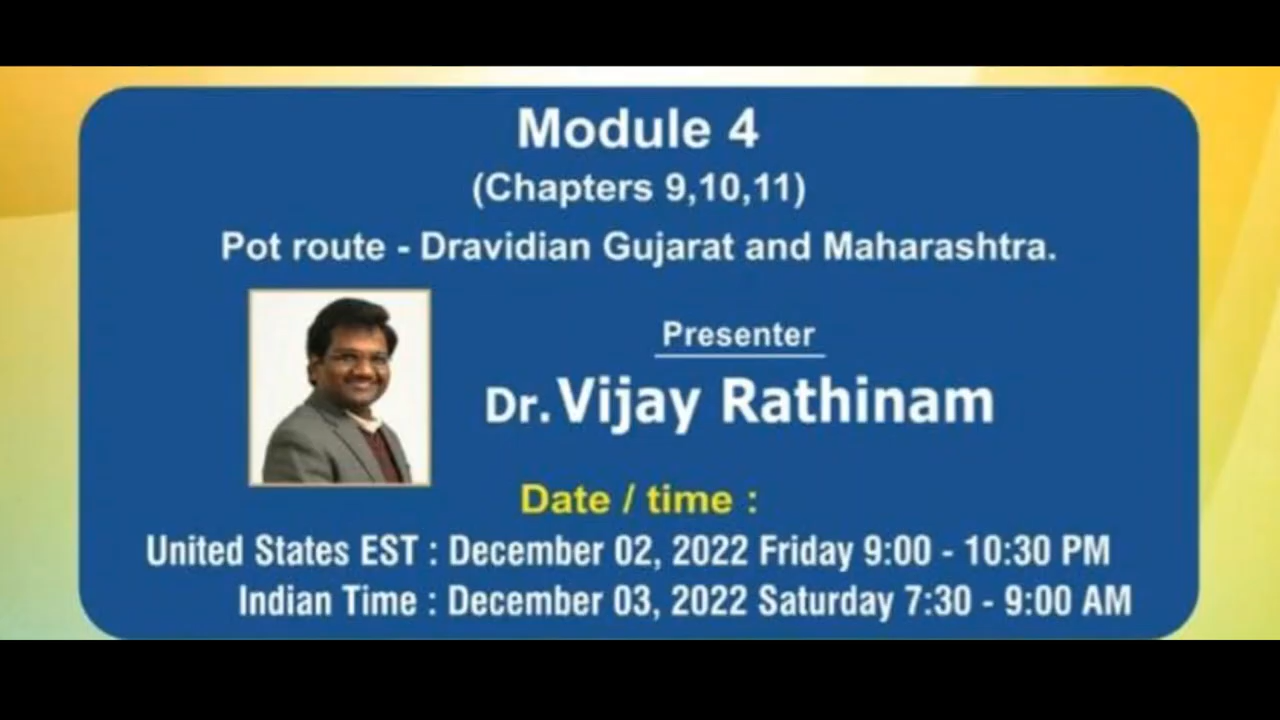 Module 4
(Chapters 9,10,11)
Pot route - Dravidian Gujarat and Maharashtra.
Presenter
Dr. Vijay Rathinam
Date / time :
United States EST : December 02, 2022 Friday 9:00 - 10:30 PM
Indian Time : December 03, 2022 Saturday 7:30 - 9:00 AM